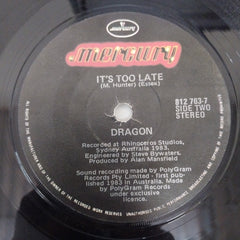 mercury
mercury
IT'S TOO LATE
(M. Hunter) (Estex)
812 763-7
SIDE TWO
STEREO
DRAGON
Recorded at Rhinoceros Studios,
Sydney Australia 1983.
Engineered by Steve Bywaters,
Produced by Alan Mansfield
Sound recording made by PolyGram
Records Pty. Limited - first pub-
lished 1983 in Australia. Made
by PolyGram Records
under exclusive
licence.